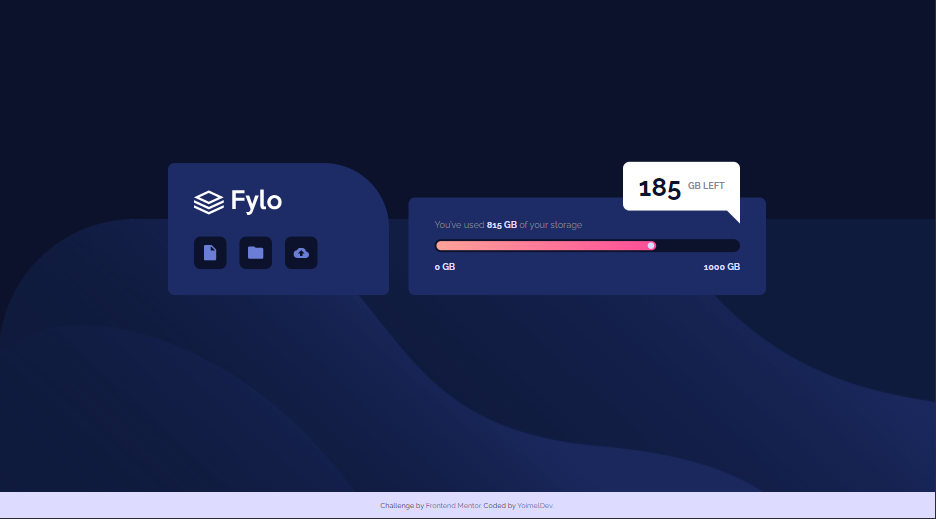 Fylo
185 GB LEFT
You've used 815 GB of your storage
0 GB
1000 GB
Challenge by Frontend Mentor. Coded by YoimelDev.